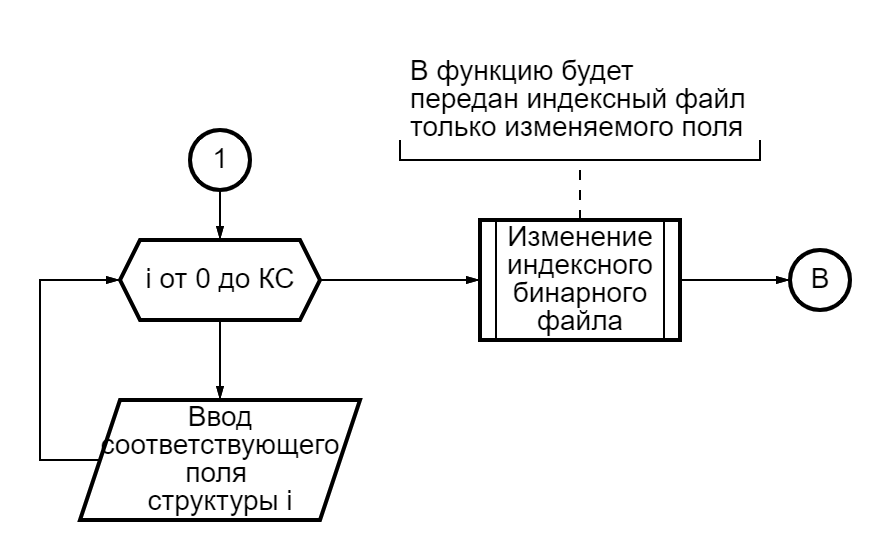 В функцию будет
передан индексный файл
только изменяемого поля
1
i от 0 до КС
Изменение
индексного
бинарного
файла
В
Ввод
соответствующего
поля
структуры i